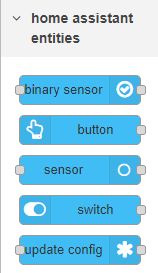 home assistant
entities
binary sensor
button
sensor
switch
update config